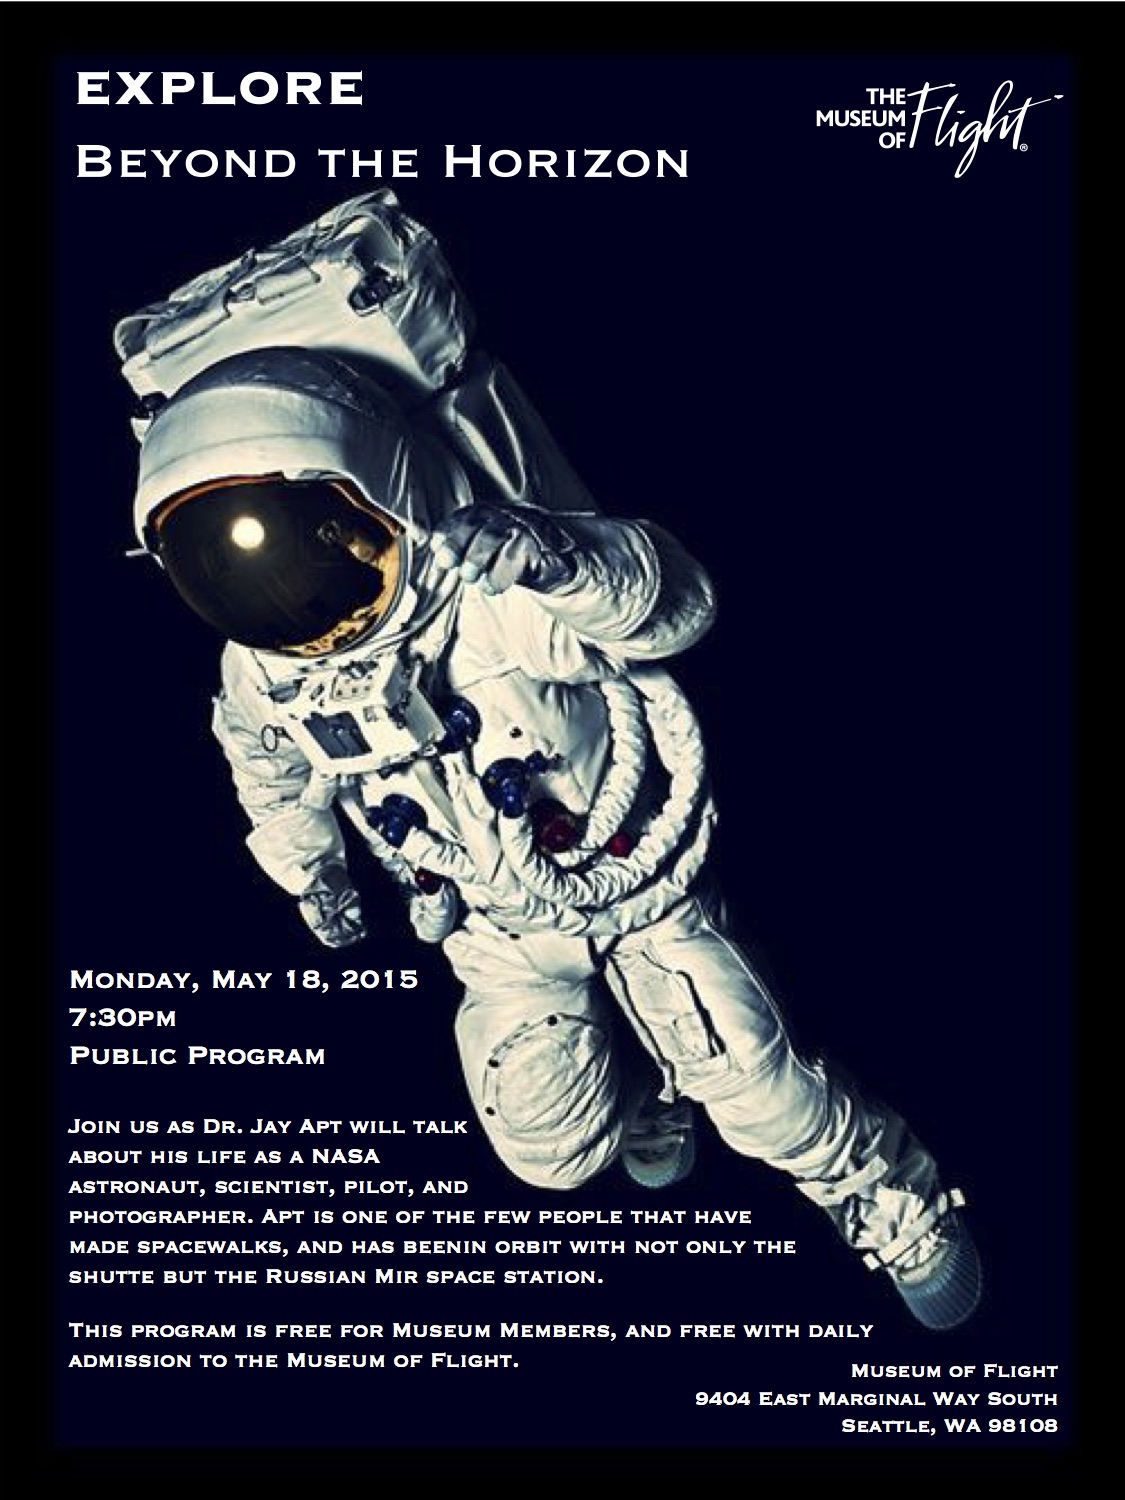 EXPLORE
BEYOND THE HORIZON
THE
MUSEUM
OF Flight®
MONDAY, MAY 18, 2015
7:30PM
PUBLIC PROGRAM
JOIN US AS DR. JAY APT WILL TALK
ABOUT HIS LIFE AS A NASA
ASTRONAUT, SCIENTIST, PILOT, AND
PHOTOGRAPHER. APT IS ONE OF THE FEW PEOPLE THAT HAVE
MADE SPACEWALKS, AND HAS BEENIN ORBIT WITH NOT ONLY THE
SHUTTE BUT THE RUSSIAN MIR SPACE STATION.
THIS PROGRAM IS FREE FOR MUSEUM MEMBERS, AND FREE WITH DAILY
ADMISSION TO THE MUSEUM OF FLIGHT.
MUSEUM OF FLIGHT
9404 EAST MARGINAL WAY SOUTH
SEATTLE, WA 98108